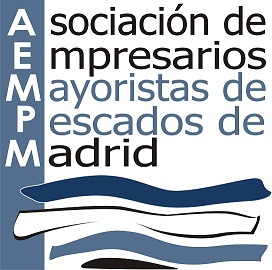 Asociación de
Empresarios
Mayoristas de
Pescados de
Madrid